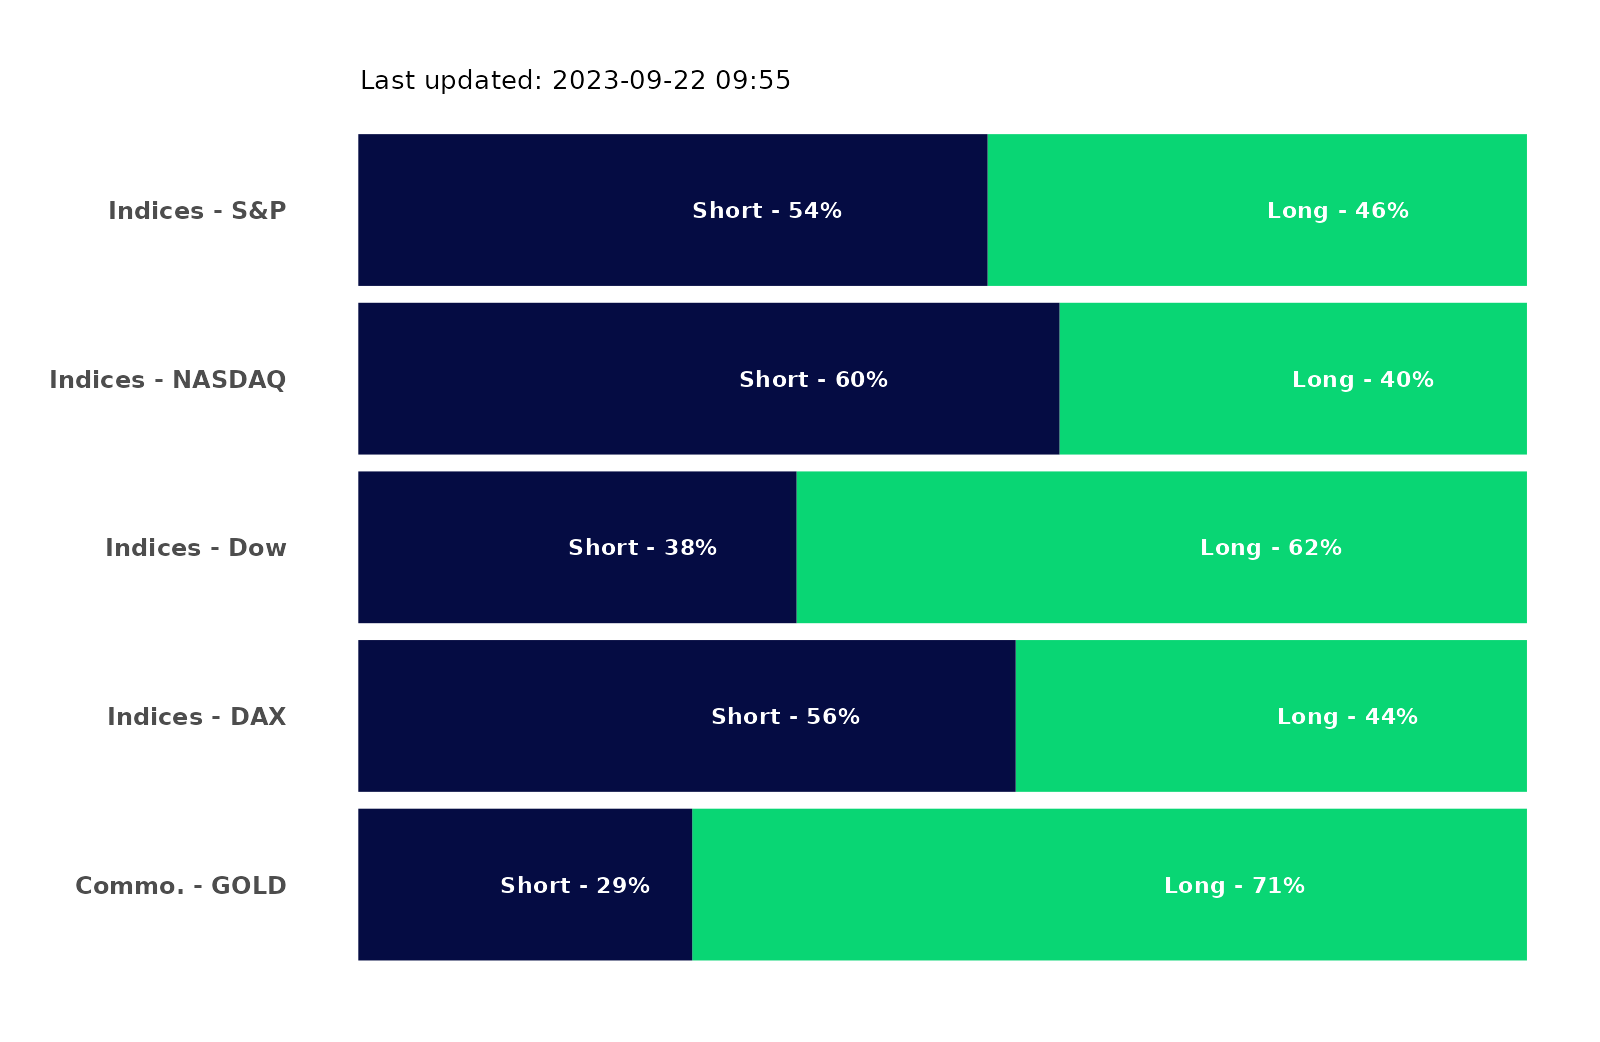 Last updated: 2023-09-22 09:55
Indices - S&P Short - 54% Long - 46%
Indices - NASDAQ Short - 60% Long - 40%
Indices - Dow Short - 38% Long - 62%
Indices - DAX Short - 56% Long - 44%
Commo. - GOLD Short - 29% Long - 71%